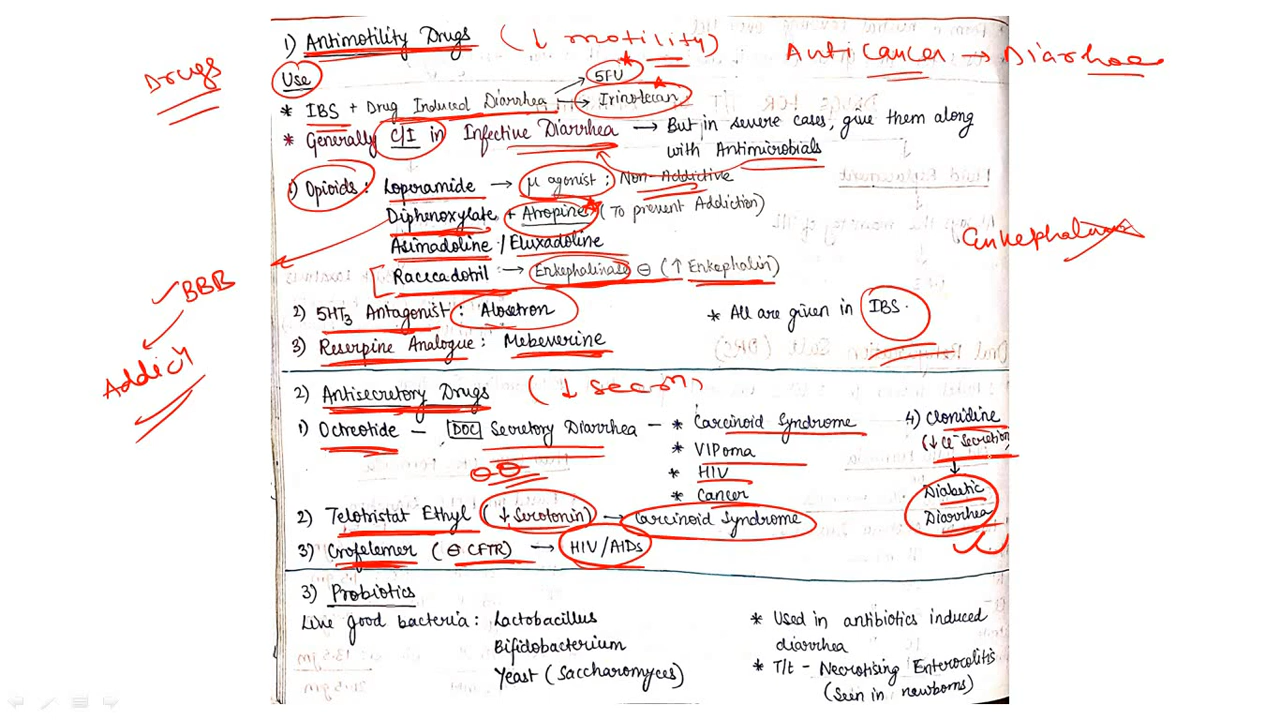 1) Antimotility Drugs (↓ motility)
Anticancer → Diarrhoea
Drugs
Use
* IBS + Drug Induced Diarrhea → 5FU
→ Irinotecan
* Generally C/I in Infective Diarrhea → But in severe cases, give them along
with Antimicrobials
1) Opioids : Loperamide → μ agonist : Non-Addictive
Diphenoxylate + Atropine (To prevent Addiction)
Asimadoline / Eluxadoline
Racecadotril → Enkephalinase ⊖ (↑ Enkephalin)
BBB
Addict
2) 5HT3 Antagonist : Alosetron
* All are given in IBS.
3) Reserpine Analogue : Mebeverine
2) Antisecretory Drugs (↓
1) Octreotide — DOC Secretory Diarrhea — * Carcinoid Syndrome
* VIPoma
* HIV
* Cancer
⊖ ⊖
4) Clonidine
(↓ Cl⁻ Secretion)
↓
Diabetic
Diarrhea
2) Telotristat Ethyl (↓ Serotonin) → Carcinoid Syndrome
3) Crofelemer (⊖ CFTR) → HIV/AIDs
3) Probiotics
Live good bacteria : Lactobacillus
Bifidobacterium
Yeast (Saccharomyces)
* Used in antibiotics induced
diarrhea
* T/t - Necrotising Enterocolitis
(Seen in newborns)